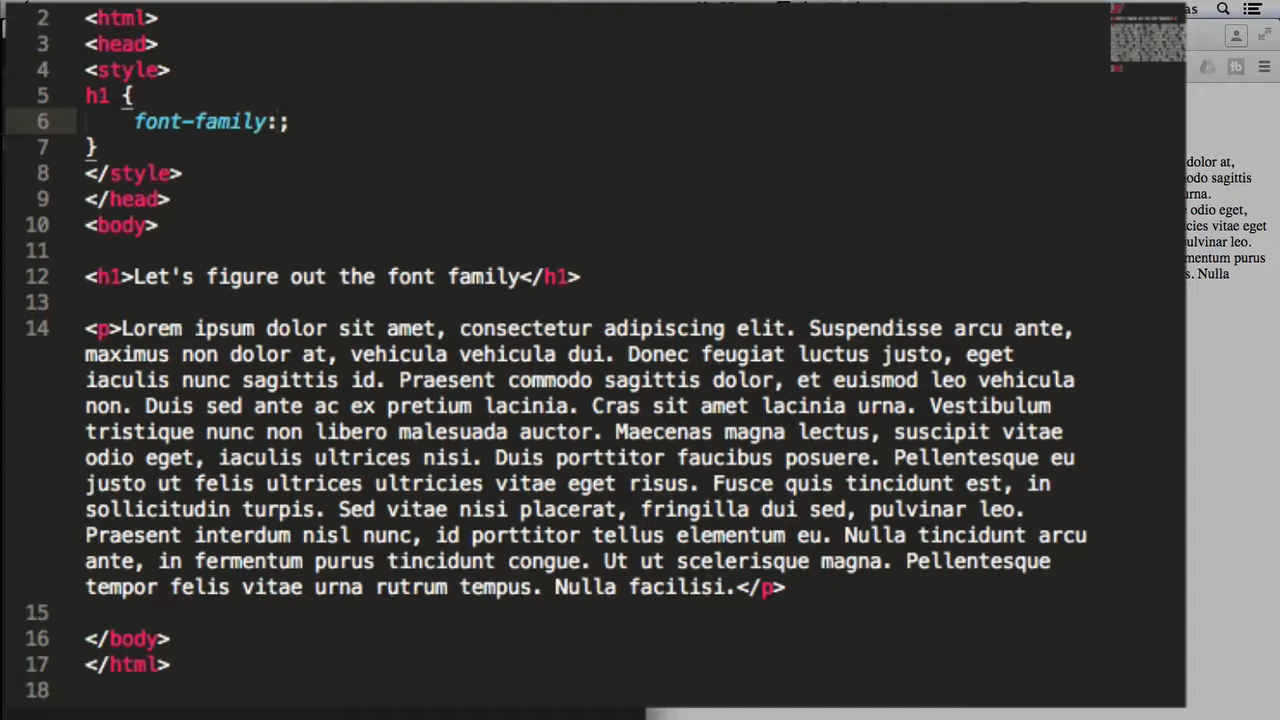 as
2 <html>
3 <head>
4 <style>
5 h1 {
6 font-family:;
7 }
8 </style>
9 </head>
10 <body>
11
12 <h1>Let's figure out the font family</h1>
13
14 <p>Lorem ipsum dolor sit amet, consectetur adipiscing elit. Suspendisse arcu ante,
maximus non dolor at, vehicula vehicula dui. Donec feugiat luctus justo, eget
iaculis nunc sagittis id. Praesent commodo sagittis dolor, et euismod leo vehicula
non. Duis sed ante ac ex pretium lacinia. Cras sit amet lacinia urna. Vestibulum
tristique nunc non libero malesuada auctor. Maecenas magna lectus, suscipit vitae
odio eget, iaculis ultrices nisi. Duis porttitor faucibus posuere. Pellentesque eu
justo ut felis ultrices ultricies vitae eget risus. Fusce quis tincidunt est, in
sollicitudin turpis. Sed vitae nisi placerat, fringilla dui sed, pulvinar leo.
Praesent interdum nisl nunc, id porttitor tellus elementum eu. Nulla tincidunt arcu
ante, in fermentum purus tincidunt congue. Ut ut scelerisque magna. Pellentesque
tempor felis vitae urna rutrum tempus. Nulla facilisi.</p>
15
16 </body>
17 </html>
18
dolor at,
odo sagittis
urna.
odio eget,
icies vitae eget
pulvinar leo.
mentum purus
s. Nulla